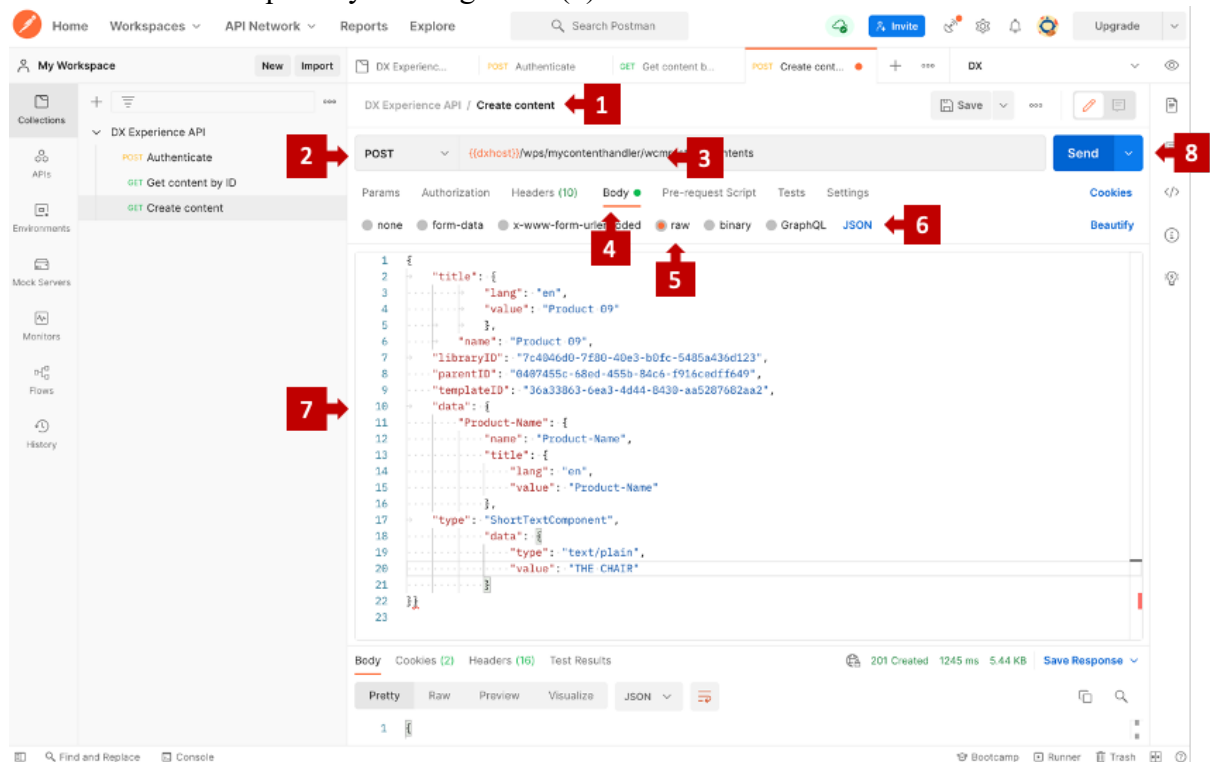 Home Workspaces API Network Reports Explore Search Postman Invite Upgrade
My Workspace New Import DX Experienc... POST Authenticate GET Get content b... POST Create cont... DX
Collections
APIs
Environments
Mock Servers
Monitors
Flows
History
DX Experience API
POST Authenticate
GET Get content by ID
GET Create content
DX Experience API / Create content 1 Save
2 POST {{dxhost}}/wps/mycontenthandler/ 3 Send 8
Params Authorization Headers (10) Body Pre-request Script Tests Settings Cookies
none form-data x-www-form-urlencoded raw binary GraphQL JSON 6 Beautify
4 5
7
1 {
2 "title": {
3 "lang": "en",
4 "value": "Product 09"
5 },
6 "name": "Product 09",
7 "libraryID": "7c4046d0-7f80-40e3-b0fc-5485a436d123",
8 "parentID": "0407455c-68ed-455b-84c6-f916cedff649",
9 "templateID": "36a33863-6ea3-4d44-8430-aa5287682aa2",
10 "data": {
11 "Product-Name": {
12 "name": "Product-Name",
13 "title": {
14 "lang": "en",
15 "value": "Product-Name"
16 },
17 "type": "ShortTextComponent",
18 "data": {
19 "type": "text/plain",
20 "value": "THE CHAIR"
21 }
22 }}
23
Body Cookies (2) Headers (16) Test Results 201 Created 1245 ms 5.44 KB Save Response
Pretty Raw Preview Visualize JSON
1 {
Find and Replace Console Bootcamp Runner Trash